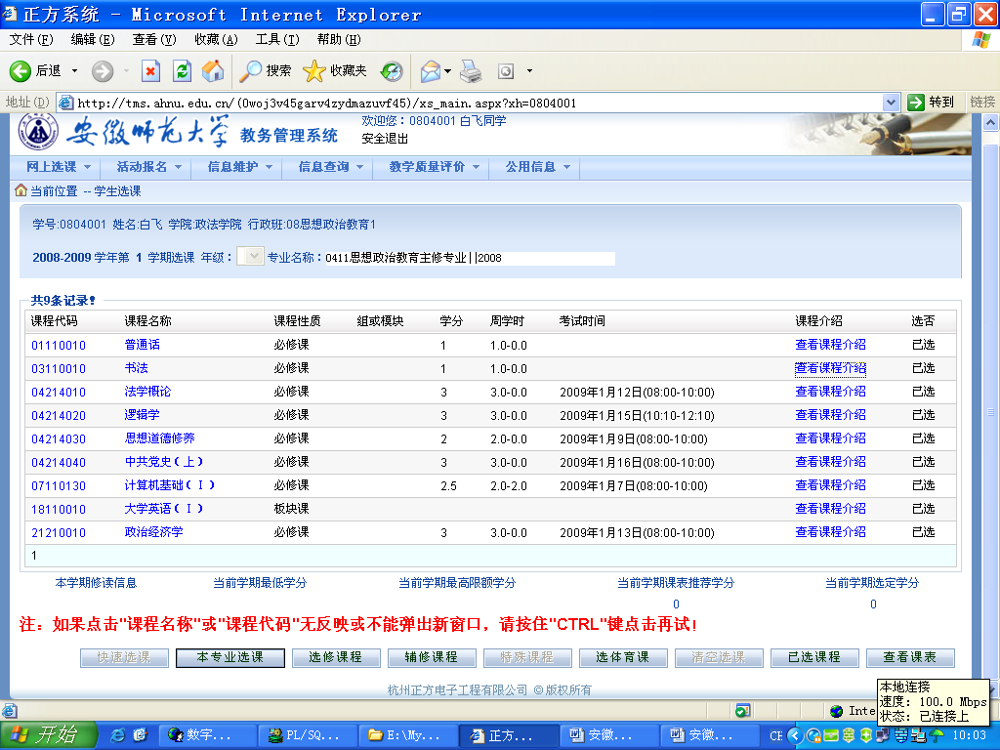 正方系统 - Microsoft Internet Explorer
文件(F) 编辑(E) 查看(V) 收藏(A) 工具(T) 帮助(H)
后退 搜索 收藏夹
地址(D) http://tms.ahnu.edu.cn/(0woj3v45garv4zydmazuvf45)/xs_main.aspx?xh=0804001 转到 链接
安徽师范大学 教务管理系统 欢迎您：0804001 白飞同学
安全退出
网上选课 活动报名 信息维护 信息查询 教学质量评价 公用信息
当前位置 -- 学生选课
学号:0804001 姓名:白飞 学院:政法学院 行政班:08思想政治教育1
2008-2009 学年第 1 学期选课 年级： 专业名称：0411思想政治教育主修专业||2008
共9条记录!
课程代码 课程名称 课程性质 组或模块 学分 周学时 考试时间 课程介绍 选否
01110010 普通话 必修课 1 1.0-0.0 查看课程介绍 已选
03110010 书法 必修课 1 1.0-0.0 查看课程介绍 已选
04214010 法学概论 必修课 3 3.0-0.0 2009年1月12日(08:00-10:00) 查看课程介绍 已选
04214020 逻辑学 必修课 3 3.0-0.0 2009年1月15日(10:10-12:10) 查看课程介绍 已选
04214030 思想道德修养 必修课 2 2.0-0.0 2009年1月9日(08:00-10:00) 查看课程介绍 已选
04214040 中共党史（上） 必修课 3 3.0-0.0 2009年1月16日(08:00-10:00) 查看课程介绍 已选
07110130 计算机基础（Ⅰ） 必修课 2.5 2.0-2.0 2009年1月7日(08:00-10:00) 查看课程介绍 已选
18110010 大学英语（Ⅰ） 板块课 查看课程介绍 已选
21210010 政治经济学 必修课 3 3.0-0.0 2009年1月13日(08:00-10:00) 查看课程介绍 已选
1
本学期修读信息 当前学期最低学分 当前学期最高限额学分 当前学期课表推荐学分 当前学期选定学分
0 0
注：如果点击"课程名称"或"课程代码"无反映或不能弹出新窗口，请按住"CTRL"键点击再试!
快速选课 本专业选课 选修课程 辅修课程 特殊课程 选体育课 清空选课 已选课程 查看课表
杭州正方电子工程有限公司 ©版权所有
本地连接
速度: 100.0 Mbps
状态: 已连接上
Inte
开始 数字... PL/SQ... E:\My... 正方... 安徽... 安徽... CH 10:03